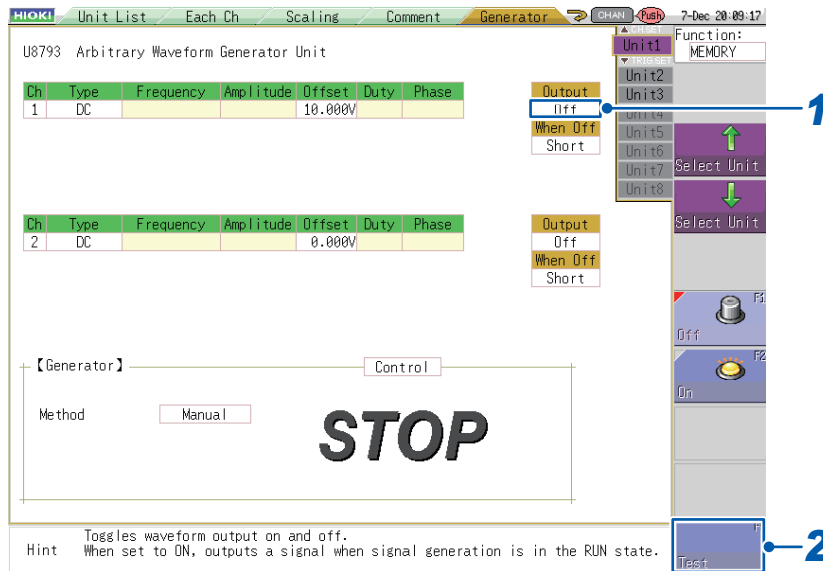 HIOKI Unit List Each Ch Scaling Comment Generator CHAN Push 7-Dec 20:09:17
▲CH.SET
Unit1
▼TRIG.SET
Unit2
Unit3
Unit4
Unit5
Unit6
Unit7
Unit8
Function:
MEMORY
U8793 Arbitrary Waveform Generator Unit
Ch Type Frequency Amplitude Offset Duty Phase
1 DC 10.000V
Output
Off
When Off
Short
1
Select Unit
Select Unit
Ch Type Frequency Amplitude Offset Duty Phase
2 DC 0.000V
Output
Off
When Off
Short
F1
Off
F2
On
【Generator】 Control
Method Manual
STOP
Hint Toggles waveform output on and off.
When set to ON, outputs a signal when signal generation is in the RUN state.
Test
2